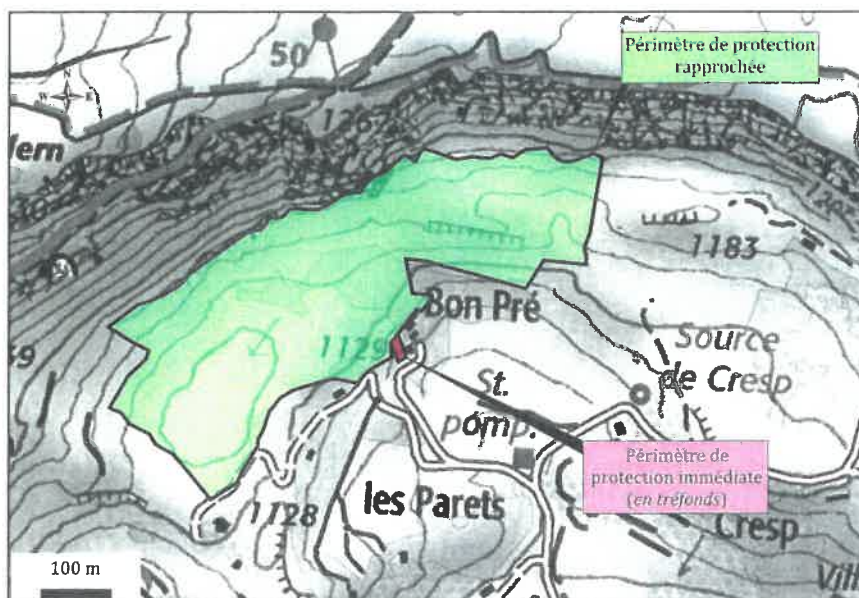 Périmètre de protection
rapprochée
50
N
W E
S
1267
lern
1183
Bon Pré
1129
Source
de Cresp
St.
pomp.
Périmètre de
protection immédiate
(en tréfonds)
les Parets
Cresp
1128
Vill
100 m